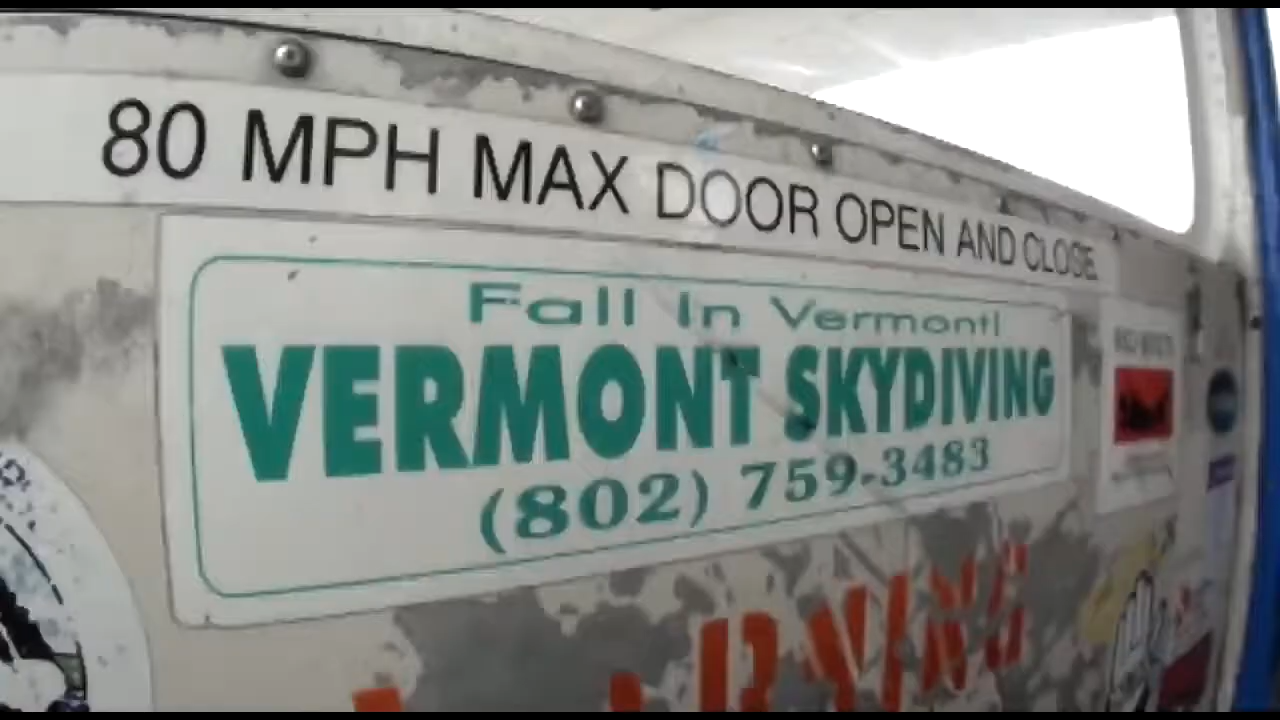 80 MPH MAX DOOR OPEN AND CLOSE
Fall In Vermont!
VERMONT SKYDIVING
(802) 759-3483